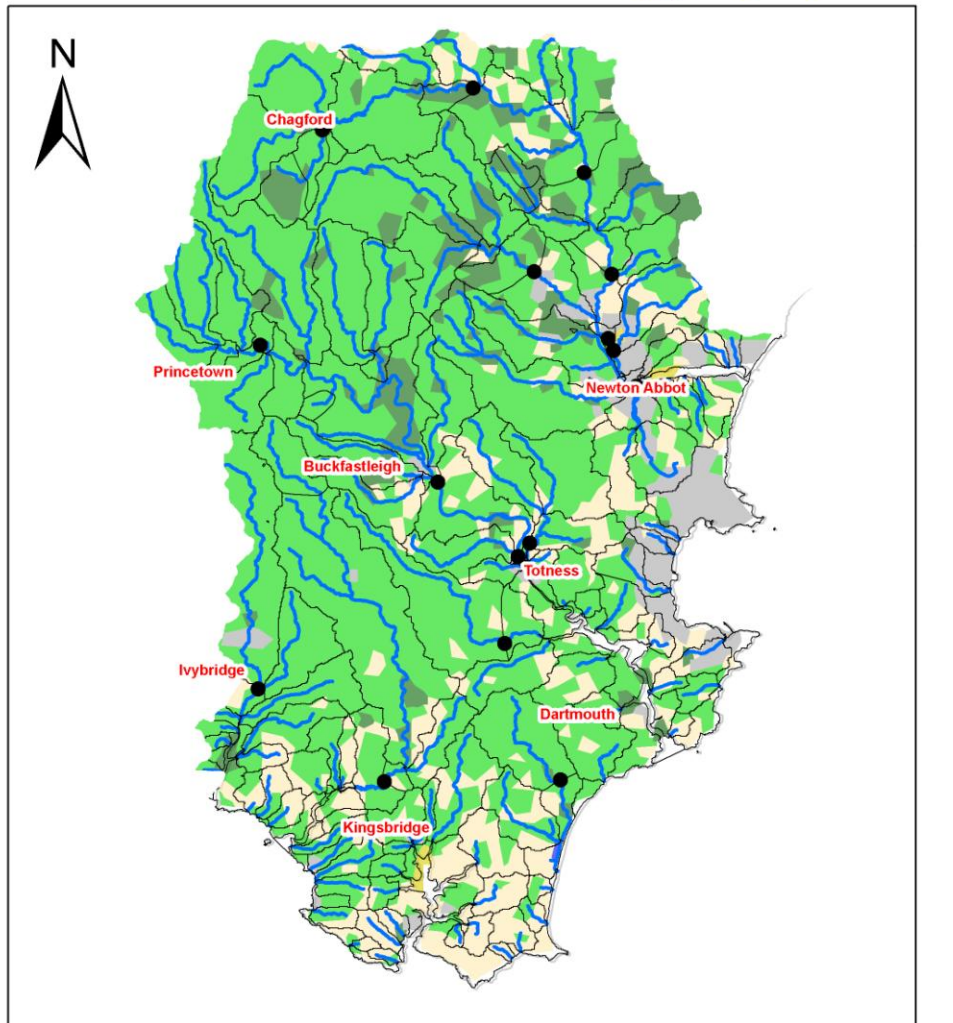 N
Chagford
Princetown
Newton Abbot
Buckfastleigh
Totness
Ivybridge
Dartmouth
Kingsbridge